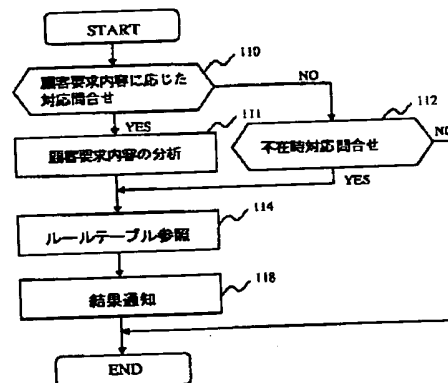 START
110
顧客要求内容に応じた
対応問合せ
NO
YES
111
112
顧客要求内容の分析
不在時対応問合せ
NO
YES
114
ルールテーブル参照
118
結果通知
END